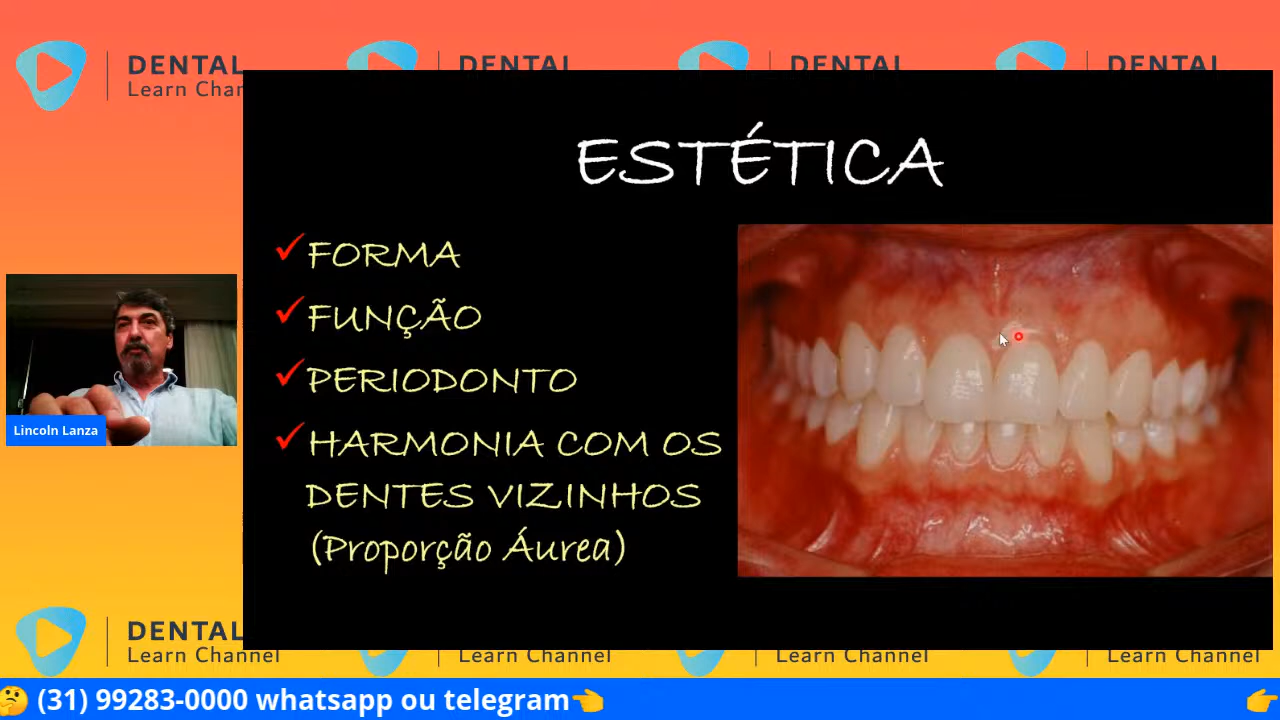 DENTAL
Learn Chan
DENTAL
DENTAL
DENTAL
ESTÉTICA
FORMA
FUNÇÃO
PERIODONTO
HARMONIA COM OS
DENTES VIZINHOS
(Proporção Áurea)
Lincoln Lanza
DENTAL
Learn Channel
Learn Channel
Learn Channel
Learn Channel
(31) 99283-0000 whatsapp ou telegram